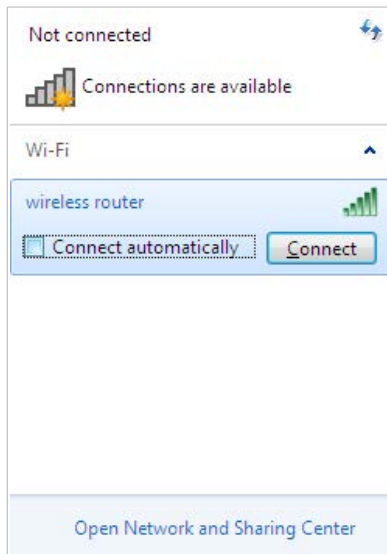 Not connected
Connections are available
Wi-Fi
wireless router
Connect automatically Connect
Open Network and Sharing Center